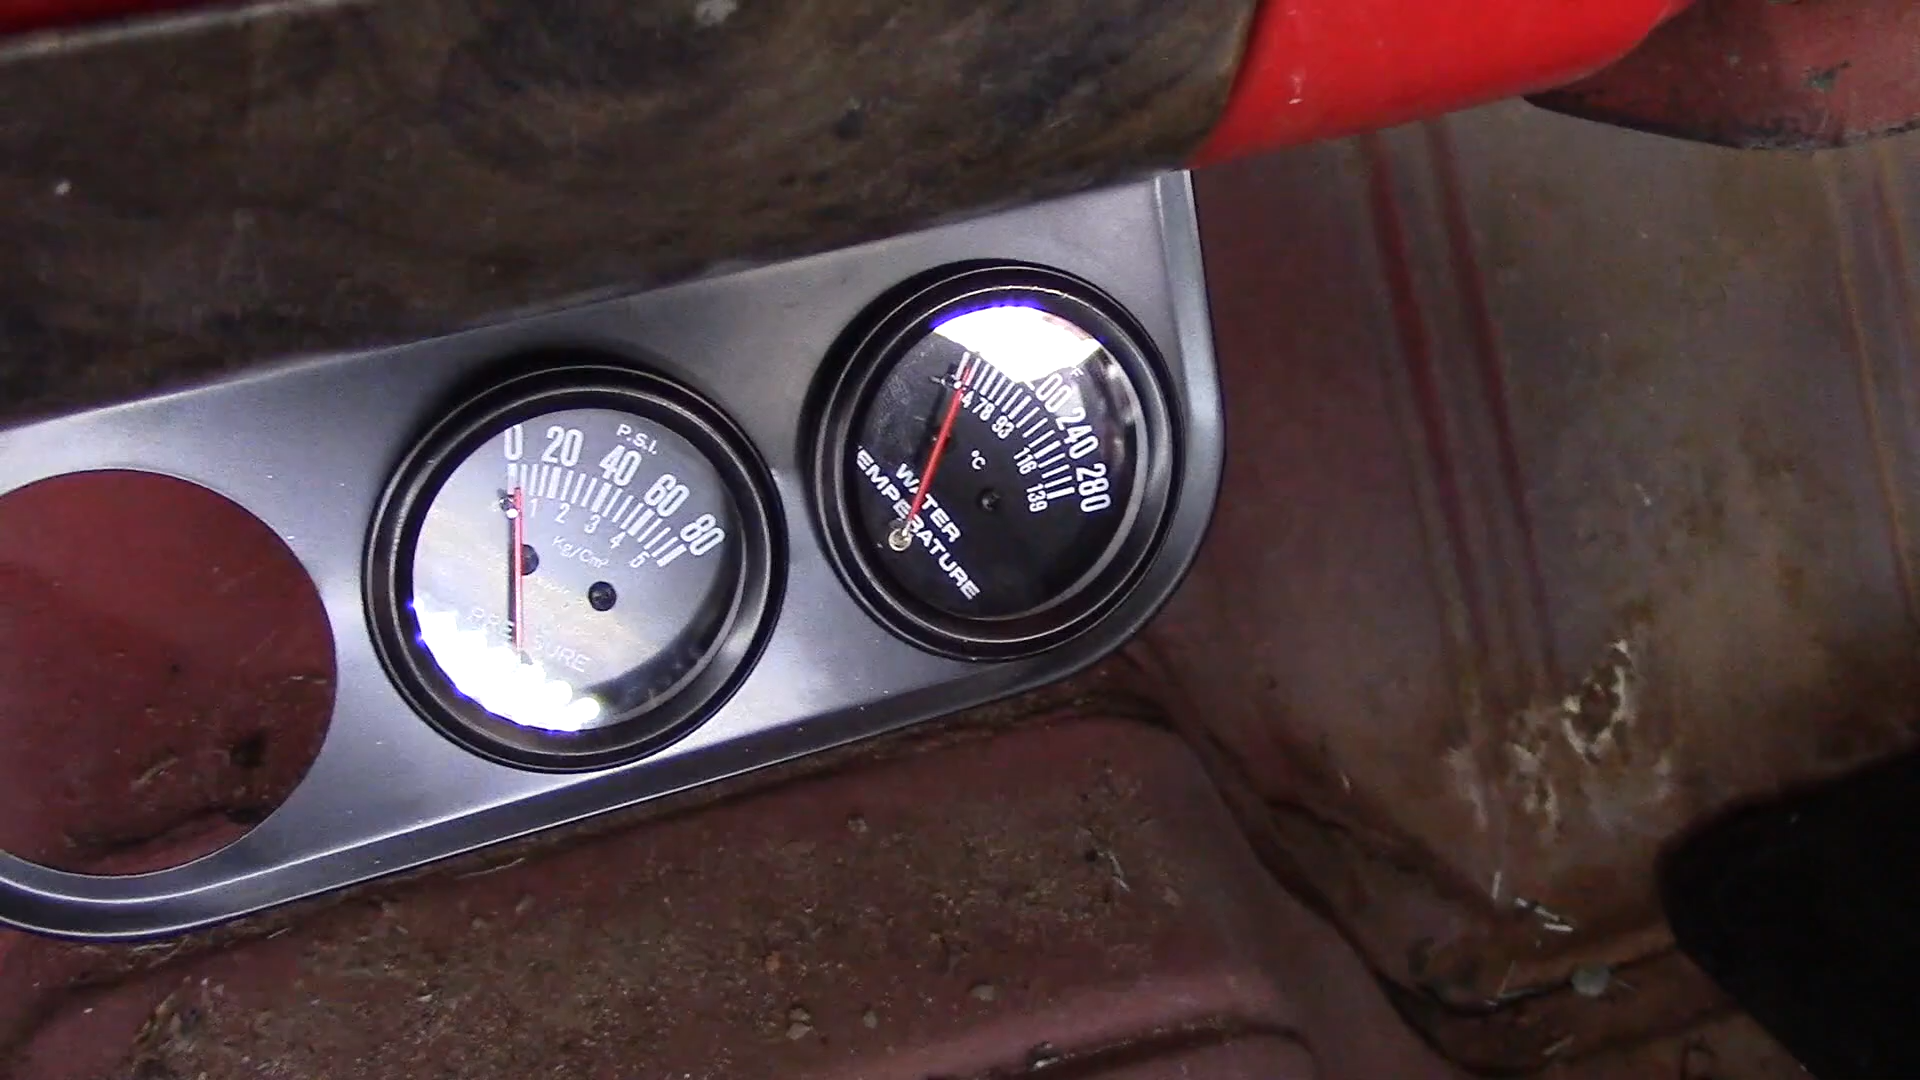 P.S.I.
0 20 40 60 80
1 2 3 4 5
Kg/Cm²
PRESSURE
°F
200 240 280
78 93 116 139
°C
WATER
TEMPERATURE